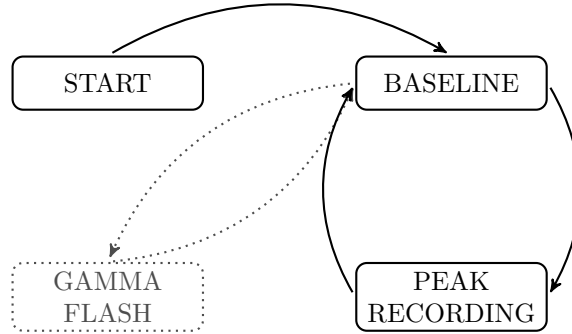 START
BASELINE
GAMMA
FLASH
PEAK
RECORDING